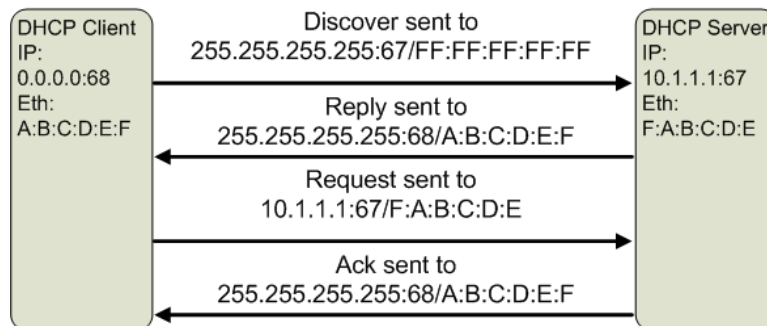 DHCP Client
IP:
0.0.0.0:68
Eth:
A:B:C:D:E:F
Discover sent to
255.255.255.255:67/FF:FF:FF:FF:FF
Reply sent to
255.255.255.255:68/A:B:C:D:E:F
Request sent to
10.1.1.1:67/F:A:B:C:D:E
Ack sent to
255.255.255.255:68/A:B:C:D:E:F
DHCP Server
IP:
10.1.1.1:67
Eth:
F:A:B:C:D:E